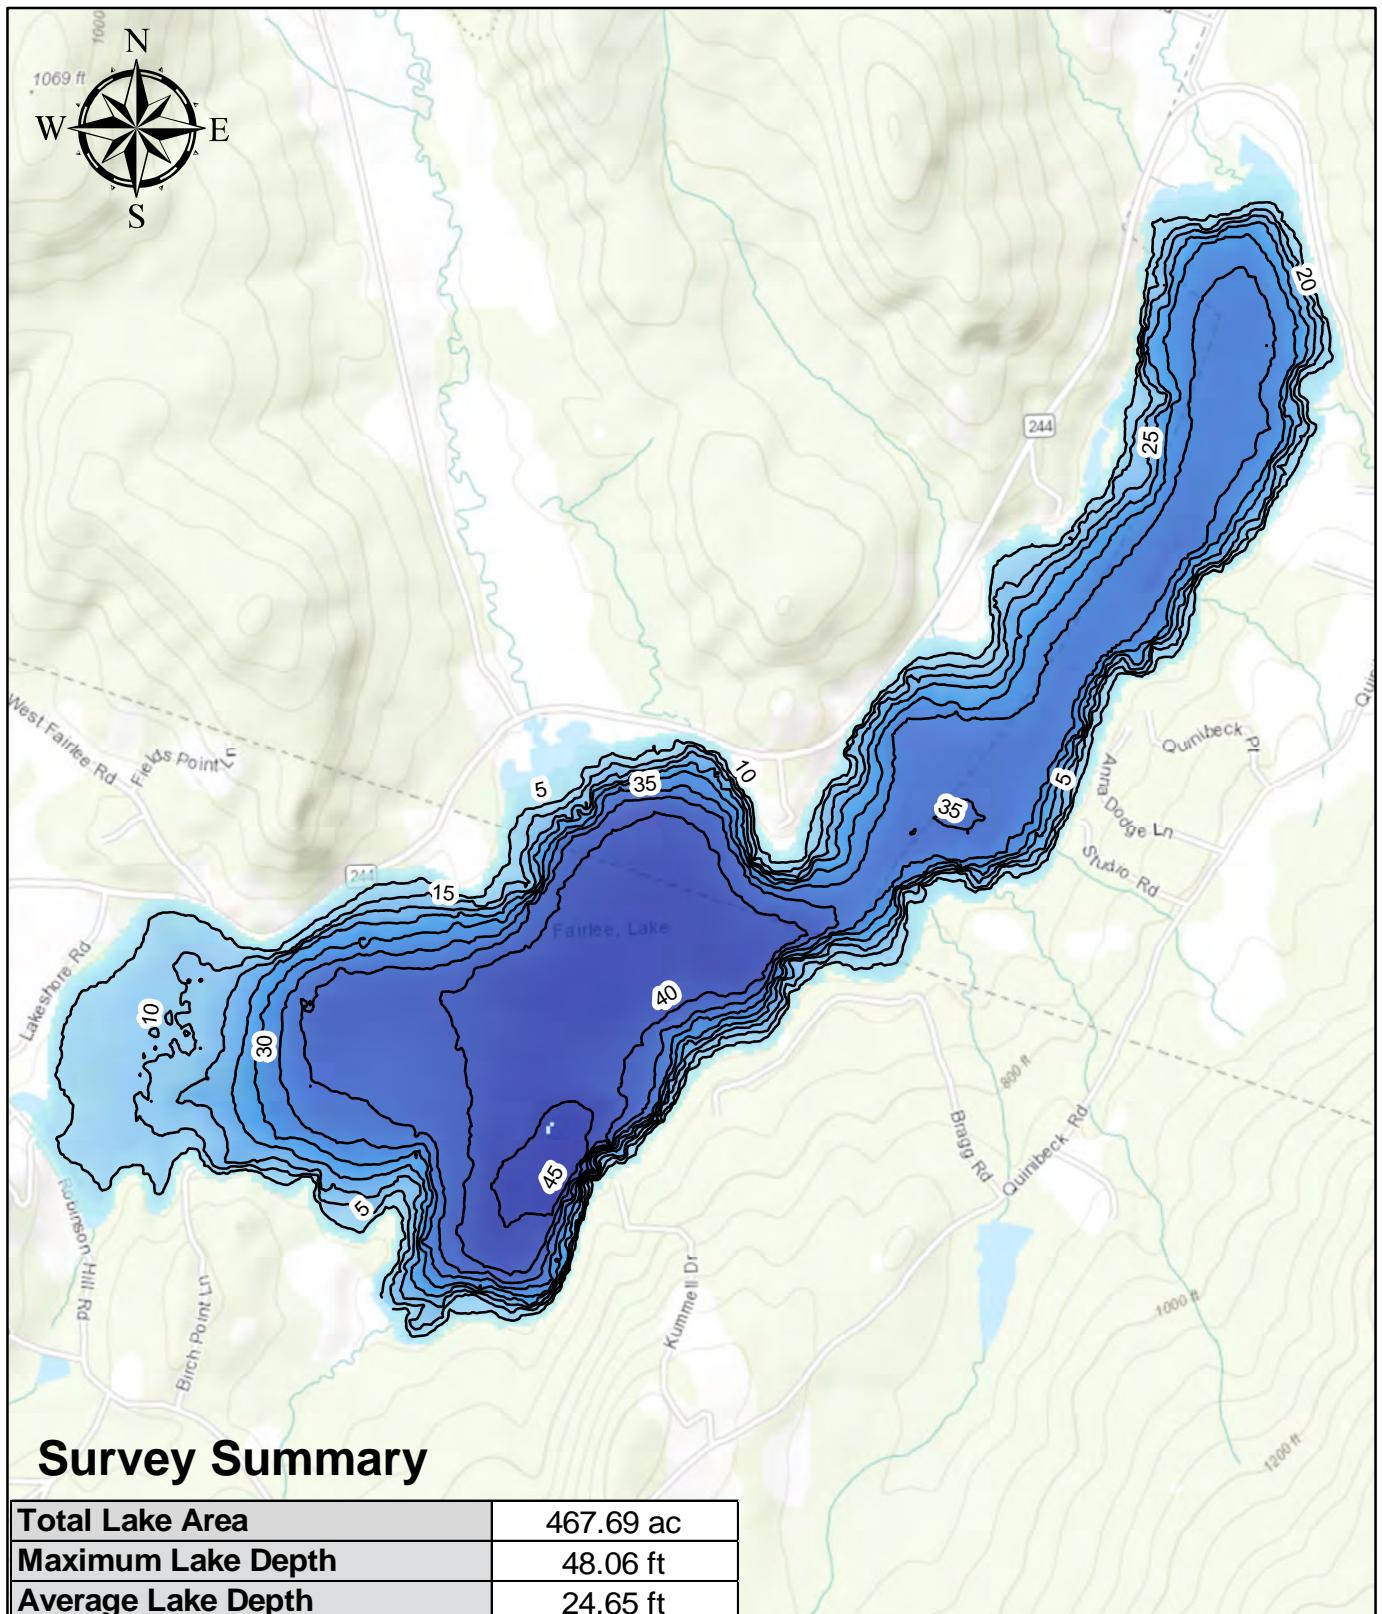 1000
N
1069 ft
W
E
S
20
244
25
West Fairlee Rd
Fields Point Ln
Quinibeck Pl
5
10
35
5
Anna Dodge Ln
35
Studio Rd
244
15
Fairlee, Lake
Lakeshore Rd
10
40
30
800 ft
Bragg Rd
Quinibeck Rd
45
5
Robinson Hill Rd
Birch Point Ln
Kummell Dr
1000 ft
1200 ft
Survey Summary
Total Lake Area 467.69 ac
Maximum Lake Depth 48.06 ft
Average Lake Depth 24.65 ft